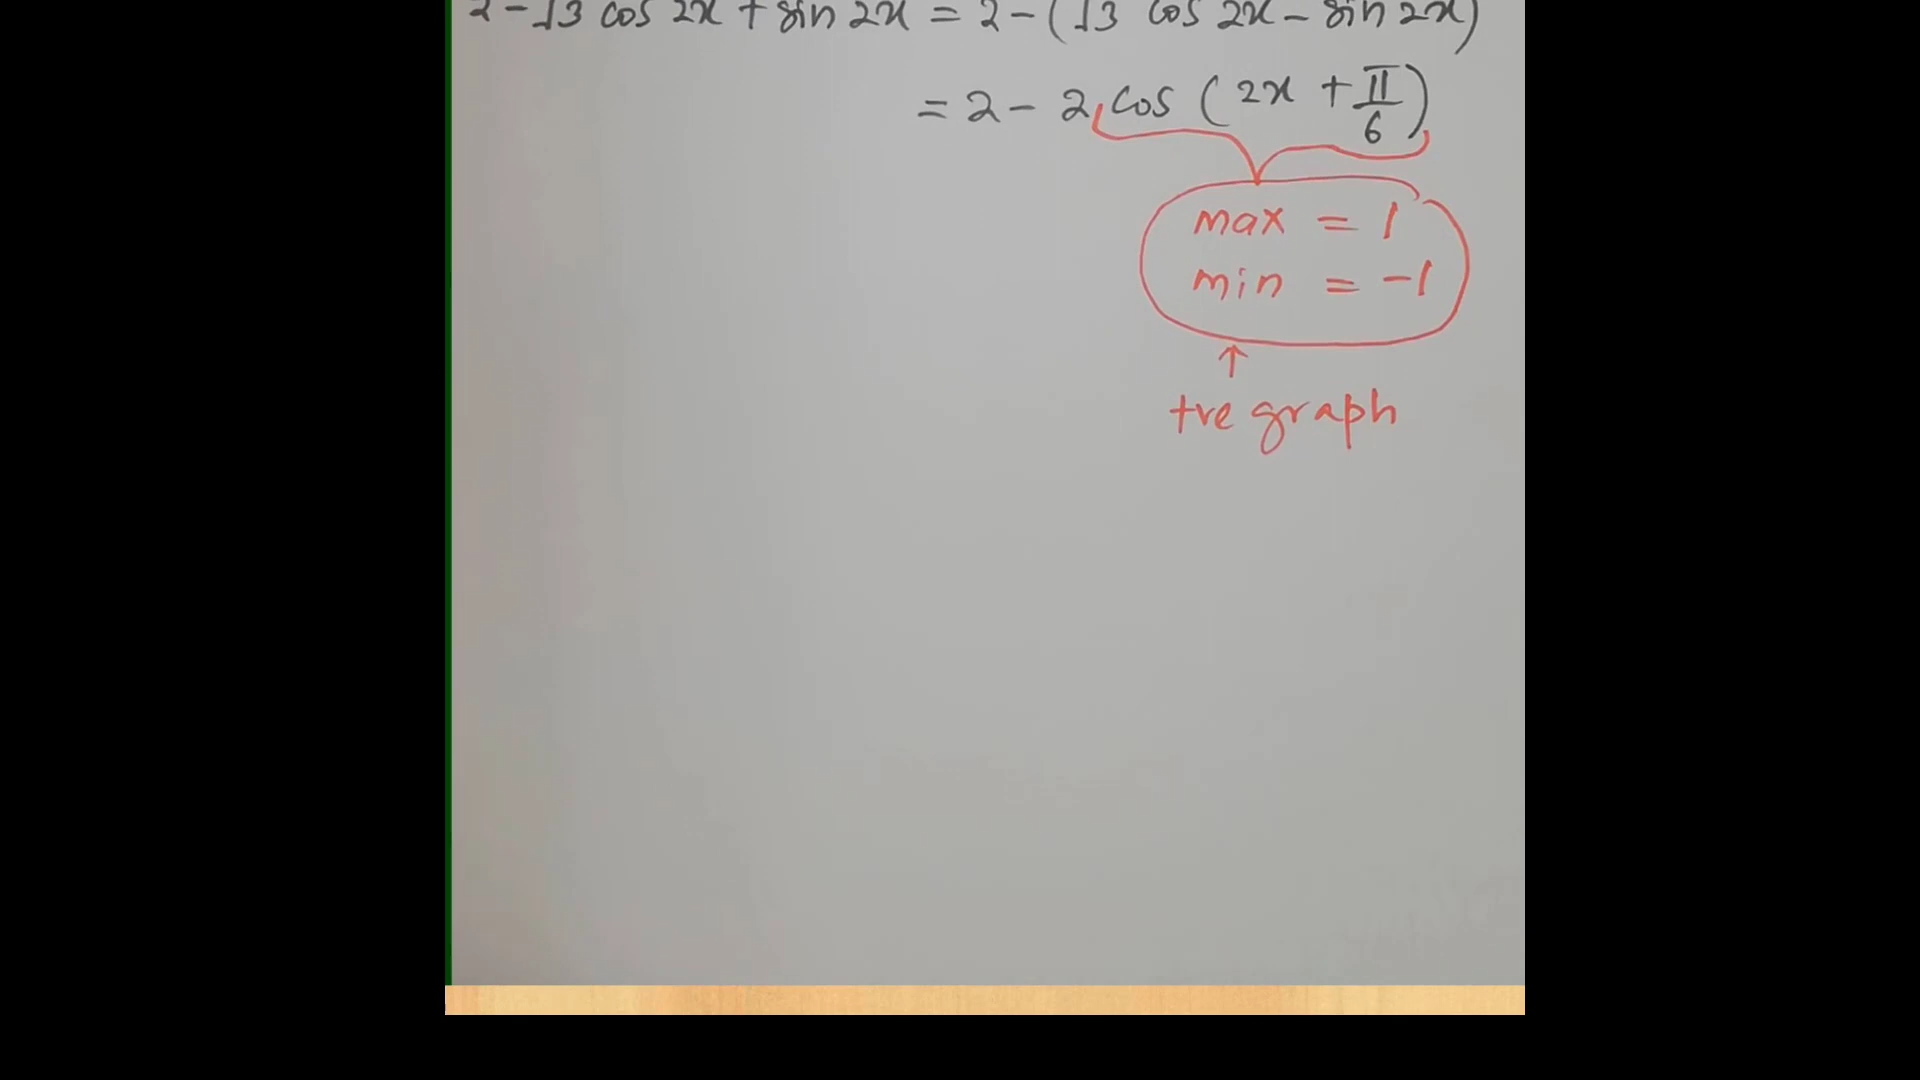 2 - √3 cos 2x + sin 2x = 2 - (√3 cos 2x - sin 2x)
= 2 - 2 cos (2x + π/6)
max = 1
min = -1
↑
+ve graph